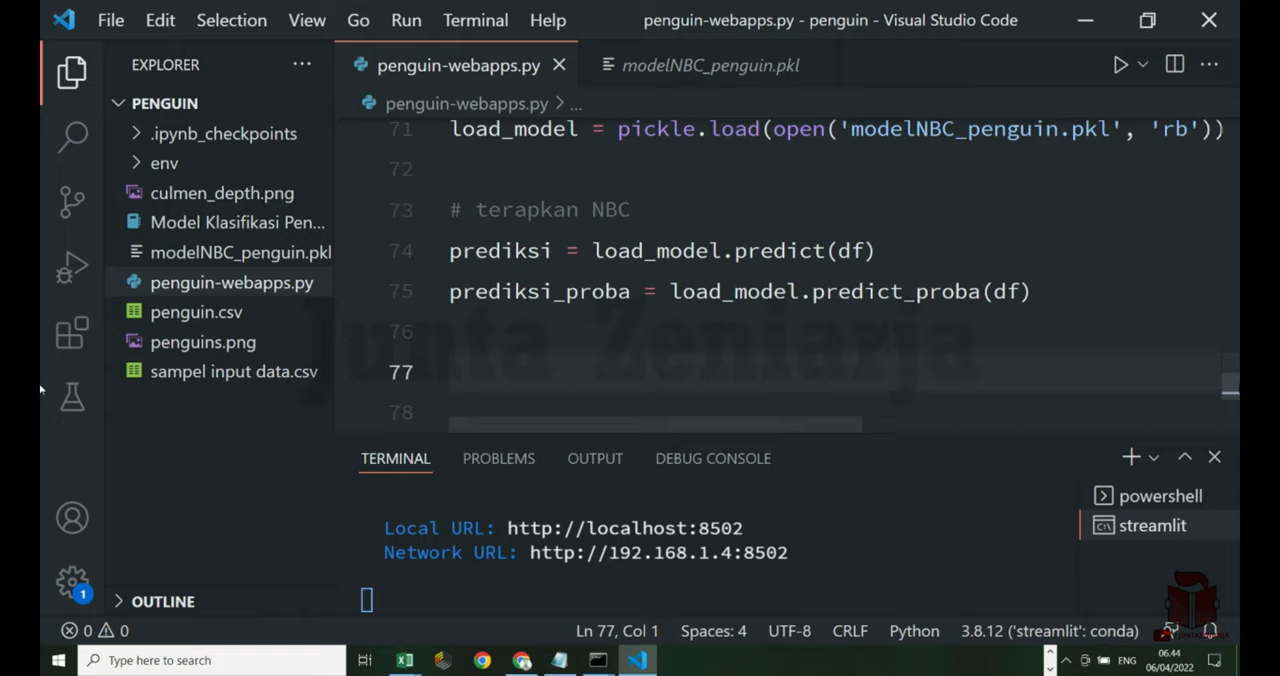 File Edit Selection View Go Run Terminal Help penguin-webapps.py - penguin - Visual Studio Code
EXPLORER ...
penguin-webapps.py
modelNBC_penguin.pkl
PENGUIN
penguin-webapps.py > ...
.ipynb_checkpoints
env
culmen_depth.png
Model Klasifikasi Pen...
modelNBC_penguin.pkl
penguin-webapps.py
penguin.csv
penguins.png
sampel input data.csv
OUTLINE
71 load_model = pickle.load(open('modelNBC_penguin.pkl', 'rb'))
72
73 # terapkan NBC
74 prediksi = load_model.predict(df)
75 prediksi_proba = load_model.predict_proba(df)
76
77
78
Junta Zeniarja
TERMINAL PROBLEMS OUTPUT DEBUG CONSOLE
Local URL: http://localhost:8502
Network URL: http://192.168.1.4:8502
powershell
streamlit
1
0 0 Ln 77, Col 1 Spaces: 4 UTF-8 CRLF Python 3.8.12 ('streamlit': conda)
JUNTAZENIARJA
Type here to search
ENG
06.44
06/04/2022